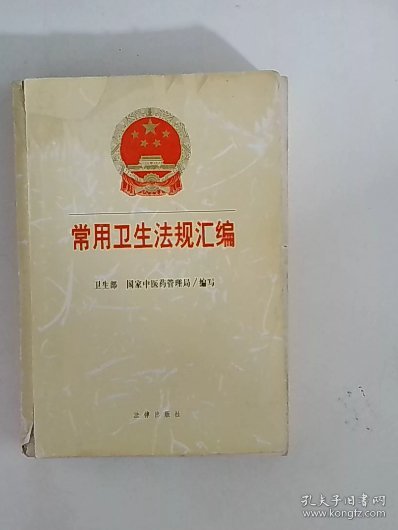 常用卫生法规汇编
卫生部 国家中医药管理局/编写
法律出版社
孔夫子旧书网
www.kongfz.com